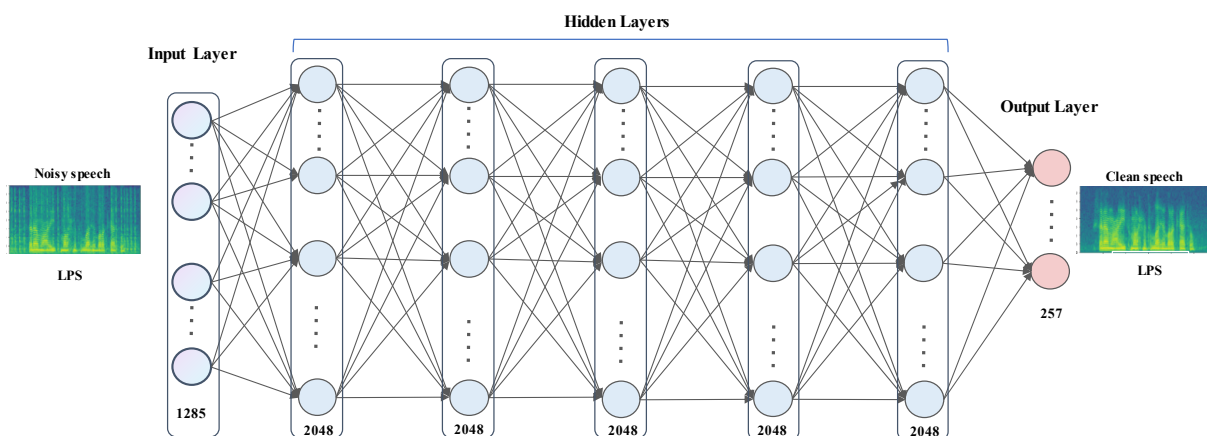 Hidden Layers
Input Layer
Output Layer
Noisy speech
LPS
Clean speech
LPS
1285
2048
2048
2048
2048
2048
257